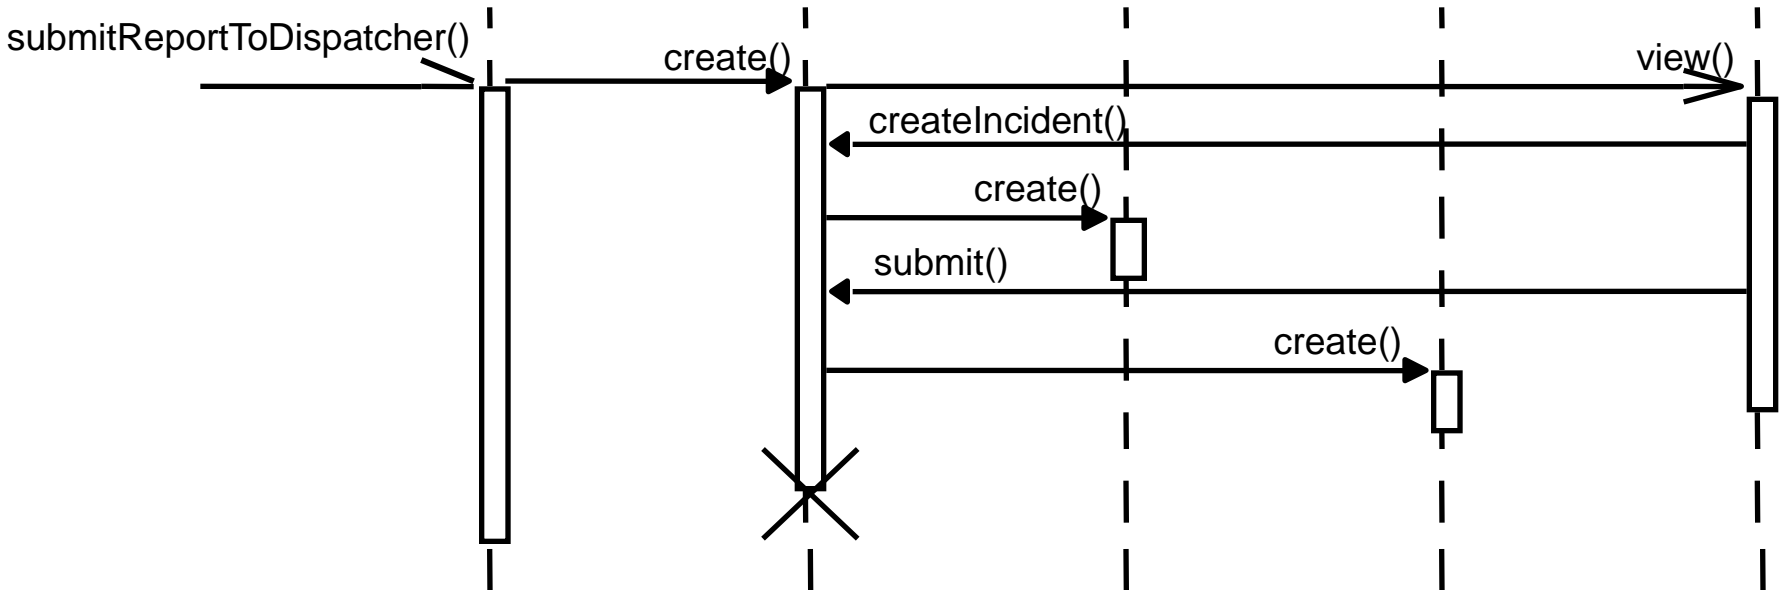 submitReportToDispatcher()
create()
view()
createIncident()
create()
submit()
create()